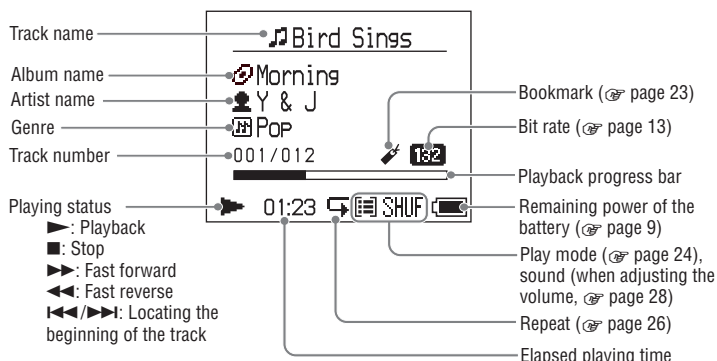 Track name
Album name
Artist name
Genre
Track number
Playing status
►: Playback
■: Stop
►►: Fast forward
◄◄: Fast reverse
I◄◄/►►I: Locating the
beginning of the track
Bird Sings
Morning
Y & J
POP
001/012
01:23 SHUF
Bookmark (☞ page 23)
Bit rate (☞ page 13)
Playback progress bar
Remaining power of the
battery (☞ page 9)
Play mode (☞ page 24),
sound (when adjusting the
volume, ☞ page 28)
Repeat (☞ page 26)
Elapsed playing time